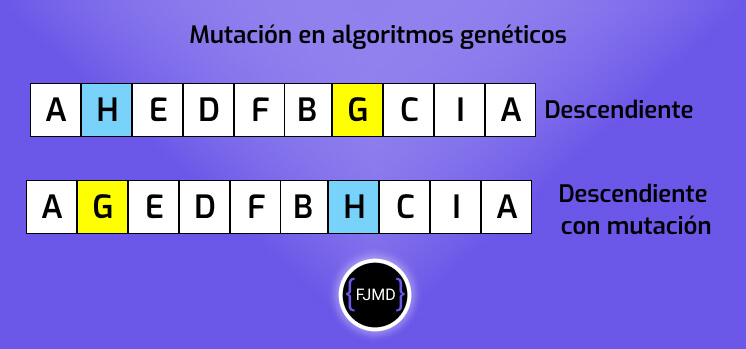 Mutación en algoritmos genéticos
A H E D F B G C I A Descendiente
A G E D F B H C I A Descendiente
con mutación
{FJMD}